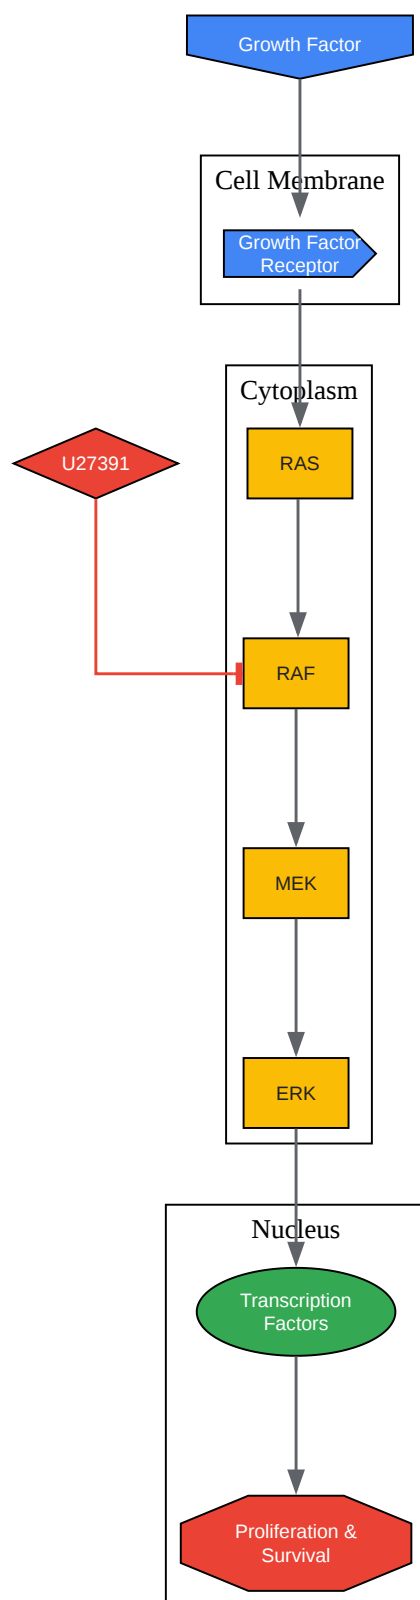 Growth Factor
Cell Membrane
Growth Factor
Receptor
Cytoplasm
U27391
RAS
RAF
MEK
ERK
Nucleus
Transcription
Factors
Proliferation &
Survival